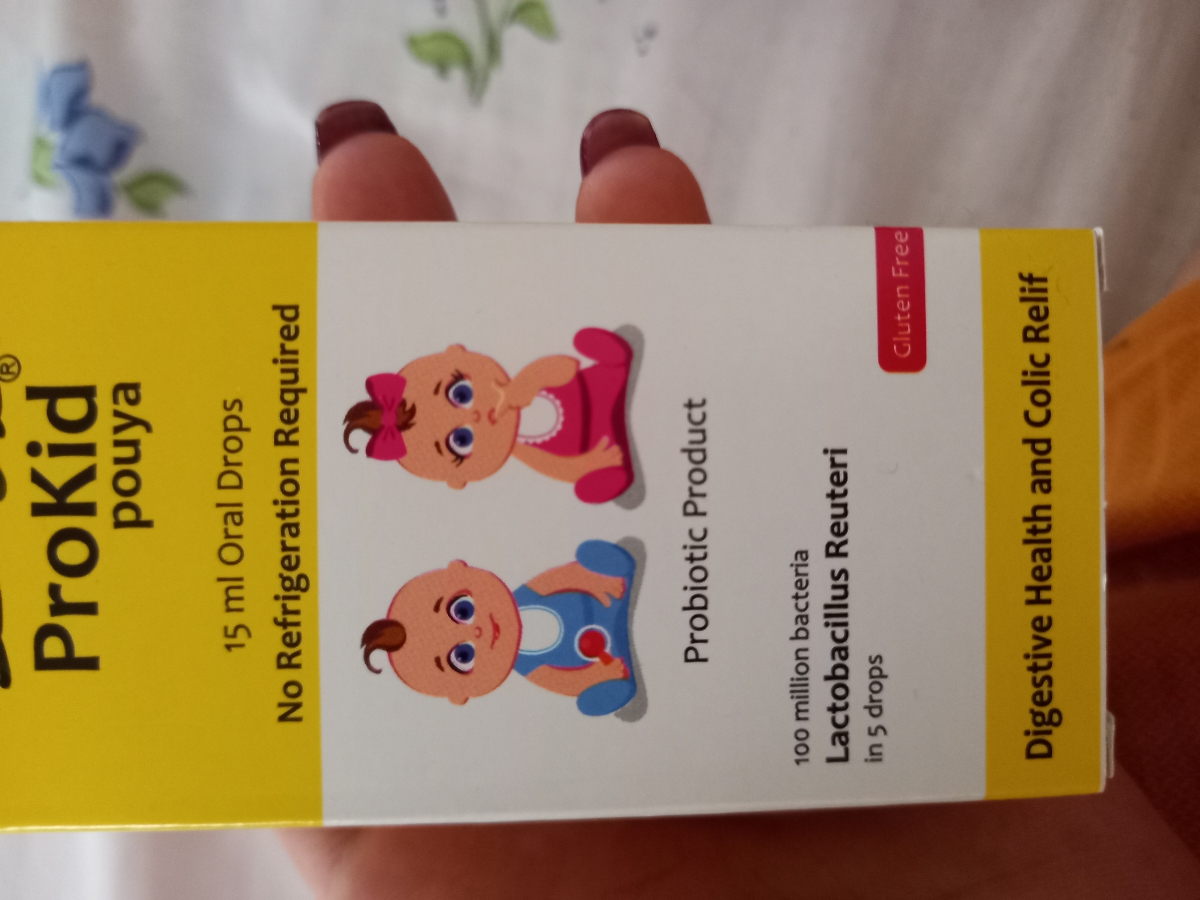 ProKid®
pouya
15 ml Oral Drops
No Refrigeration Required
Probiotic Product
100 million bacteria
Lactobacillus Reuteri
in 5 drops
Gluten Free
Digestive Health and Colic Relif